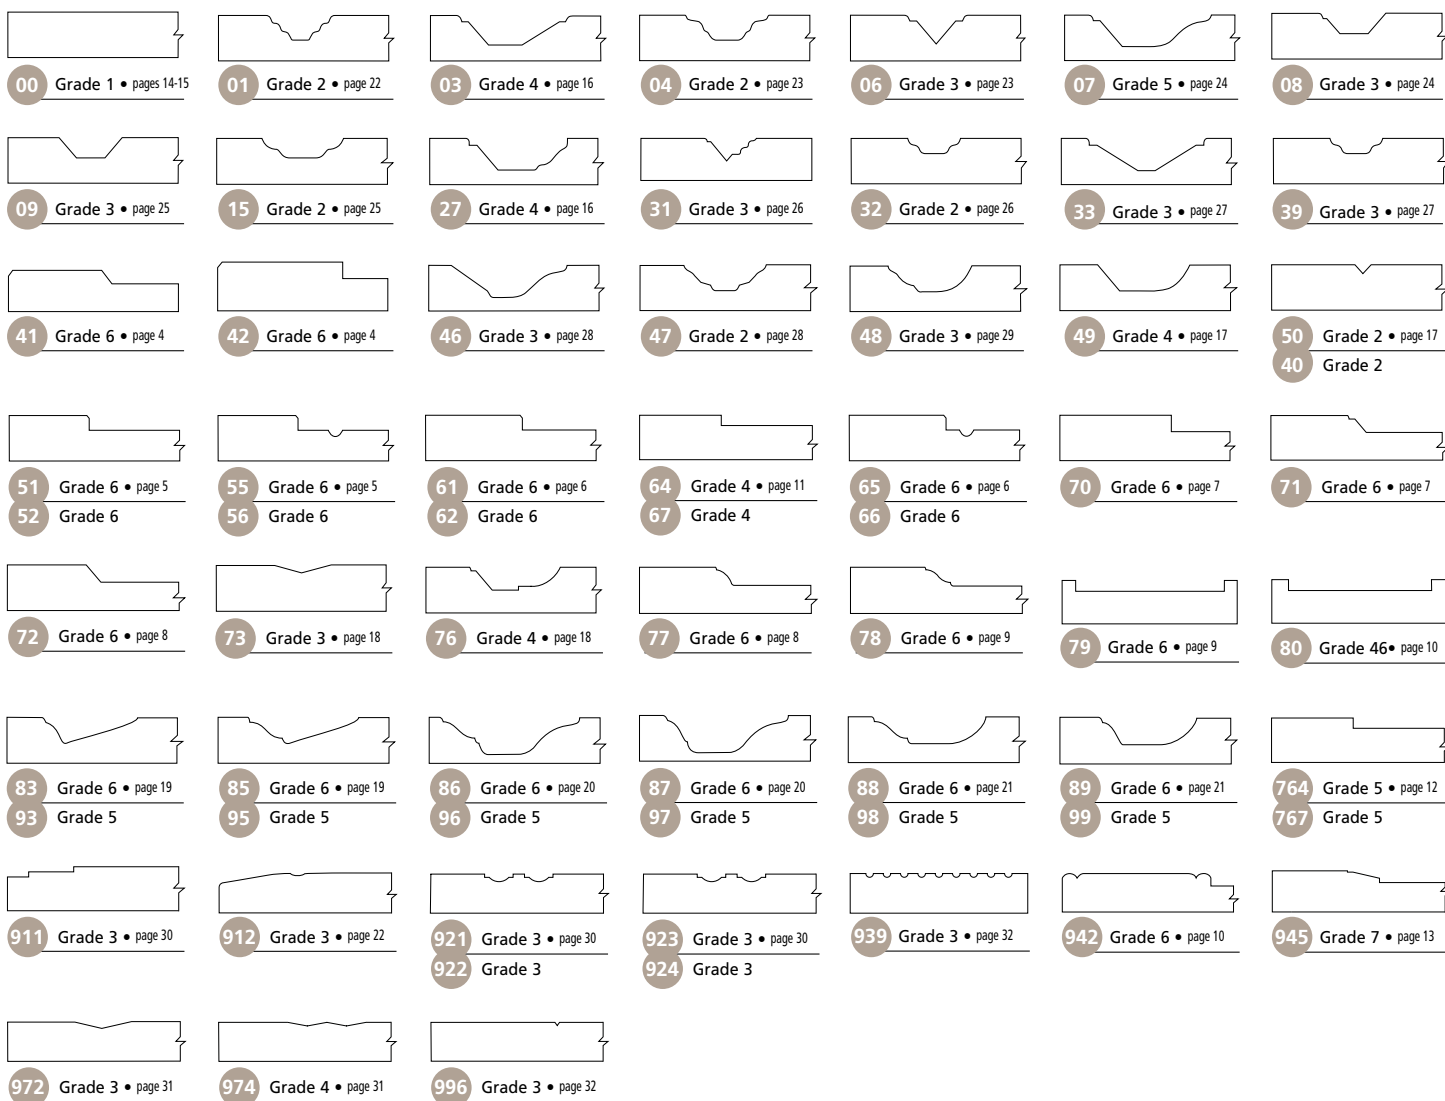 00 Grade 1 • pages 14-15
01 Grade 2 • page 22
03 Grade 4 • page 16
04 Grade 2 • page 23
06 Grade 3 • page 23
07 Grade 5 • page 24
08 Grade 3 • page 24
09 Grade 3 • page 25
15 Grade 2 • page 25
27 Grade 4 • page 16
31 Grade 3 • page 26
32 Grade 2 • page 26
33 Grade 3 • page 27
39 Grade 3 • page 27
41 Grade 6 • page 4
42 Grade 6 • page 4
46 Grade 3 • page 28
47 Grade 2 • page 28
48 Grade 3 • page 29
49 Grade 4 • page 17
50 Grade 2 • page 17
40 Grade 2
51 Grade 6 • page 5
52 Grade 6
55 Grade 6 • page 5
56 Grade 6
61 Grade 6 • page 6
62 Grade 6
64 Grade 4 • page 11
67 Grade 4
65 Grade 6 • page 6
66 Grade 6
70 Grade 6 • page 7
71 Grade 6 • page 7
72 Grade 6 • page 8
73 Grade 3 • page 18
76 Grade 4 • page 18
77 Grade 6 • page 8
78 Grade 6 • page 9
79 Grade 6 • page 9
80 Grade 46• page 10
83 Grade 6 • page 19
93 Grade 5
85 Grade 6 • page 19
95 Grade 5
86 Grade 6 • page 20
96 Grade 5
87 Grade 6 • page 20
97 Grade 5
88 Grade 6 • page 21
98 Grade 5
89 Grade 6 • page 21
99 Grade 5
764 Grade 5 • page 12
767 Grade 5
911 Grade 3 • page 30
912 Grade 3 • page 22
921 Grade 3 • page 30
922 Grade 3
923 Grade 3 • page 30
924 Grade 3
939 Grade 3 • page 32
942 Grade 6 • page 10
945 Grade 7 • page 13
972 Grade 3 • page 31
974 Grade 4 • page 31
996 Grade 3 • page 32